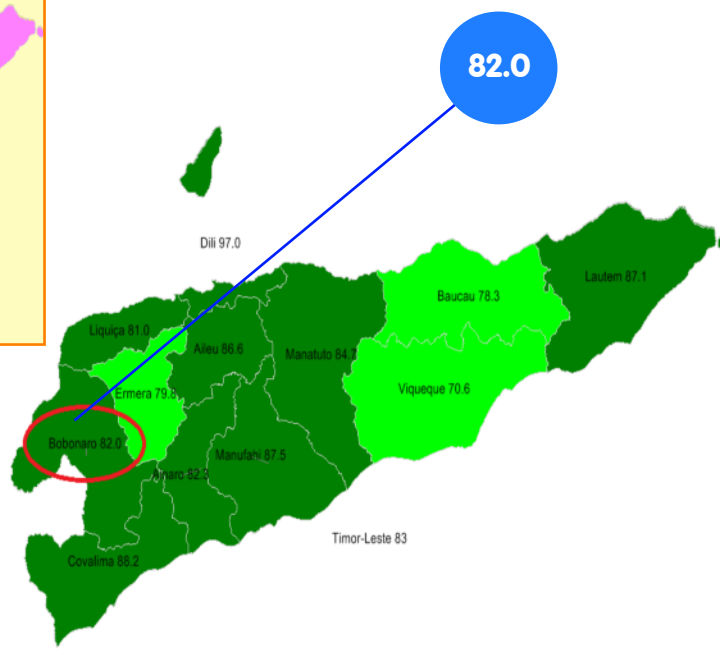 82.0
Dili 97.0
Lautem 87.1
Baucau 78.3
Liquiça 81.0
Aileu 86.6
Manatuto 84.7
Ermera 79.8
Viqueque 70.6
Bobonaro 82.0
Manufahi 87.5
Ainaro 82.3
Timor-Leste 83
Covalima 88.2